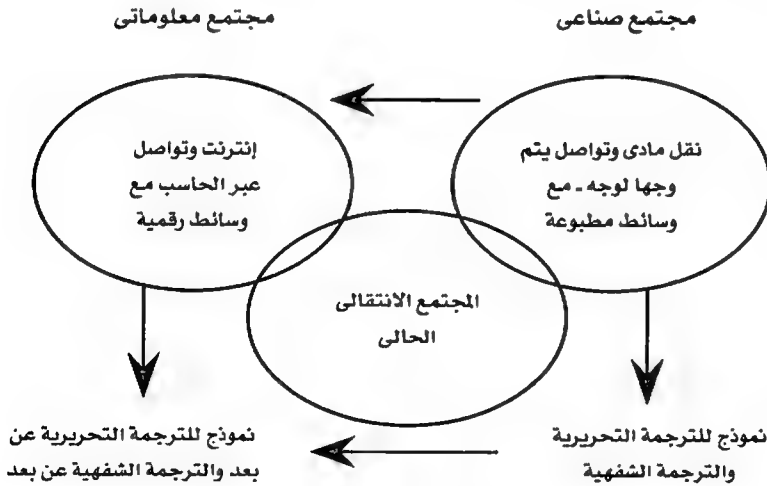 مجتمع صناعى
مجتمع معلوماتى
نقل مادى وتواصل يتم
وجها لوجه ـ مع
وسائط مطبوعة
إنترنت وتواصل
عبر الحاسب مع
وسائط رقمية
المجتمع الانتقالى
الحالى
نموذج للترجمة التحريرية
والترجمة الشفهية
نموذج للترجمة التحريرية عن
بعد والترجمة الشفهية عن بعد